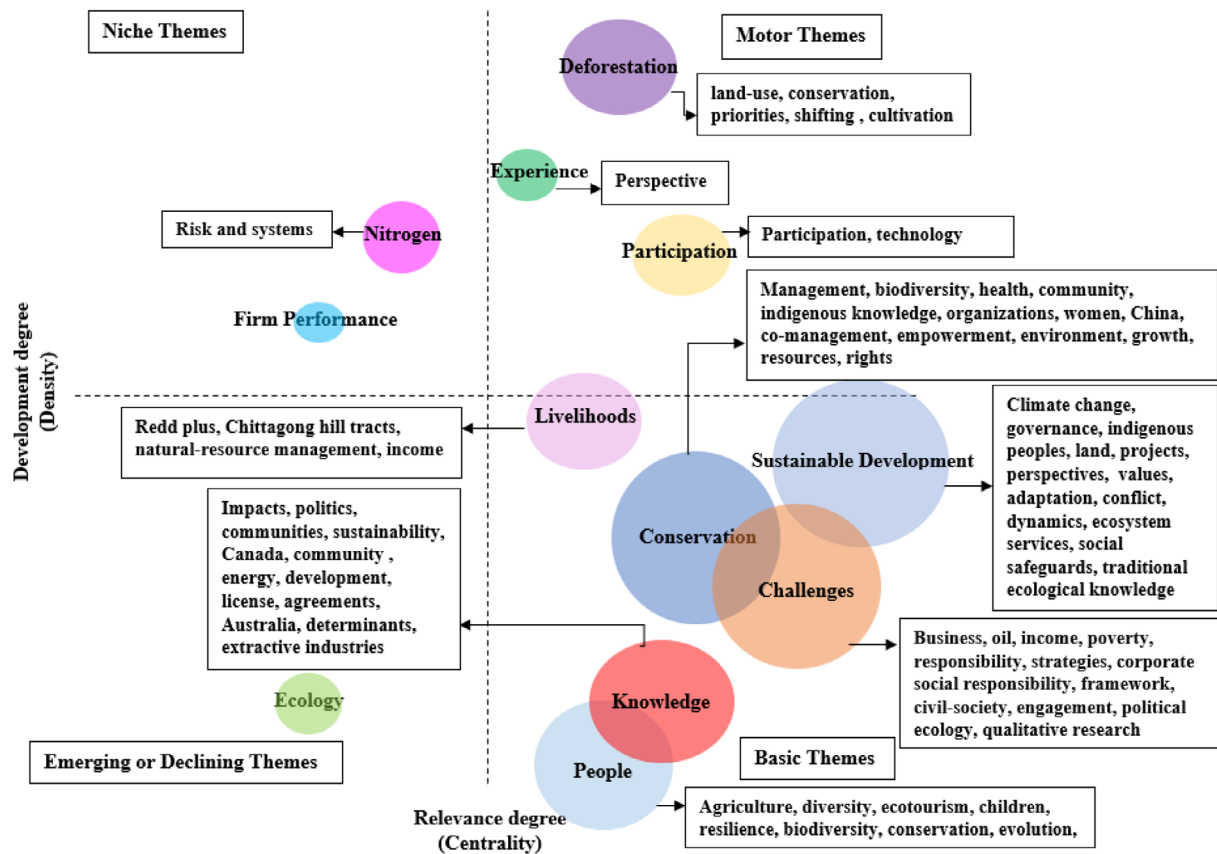 Niche Themes
Motor Themes
Deforestation
land-use, conservation,
priorities, shifting , cultivation
Experience
Perspective
Risk and systems
Nitrogen
Participation
Participation, technology
Firm Performance
Management, biodiversity, health, community,
indigenous knowledge, organizations, women, China,
co-management, empowerment, environment, growth,
resources, rights
Development degree
(Density)
Livelihoods
Redd plus, Chittagong hill tracts,
natural-resource management, income
Sustainable Development
Climate change,
governance, indigenous
peoples, land, projects,
perspectives, values,
adaptation, conflict,
dynamics, ecosystem
services, social
safeguards, traditional
ecological knowledge
Conservation
Challenges
Impacts, politics,
communities, sustainability,
Canada, community ,
energy, development,
license, agreements,
Australia, determinants,
extractive industries
Business, oil, income, poverty,
responsibility, strategies, corporate
social responsibility, framework,
civil-society, engagement, political
ecology, qualitative research
Ecology
Knowledge
Emerging or Declining Themes
People
Basic Themes
Relevance degree
(Centrality)
Agriculture, diversity, ecotourism, children,
resilience, biodiversity, conservation, evolution,